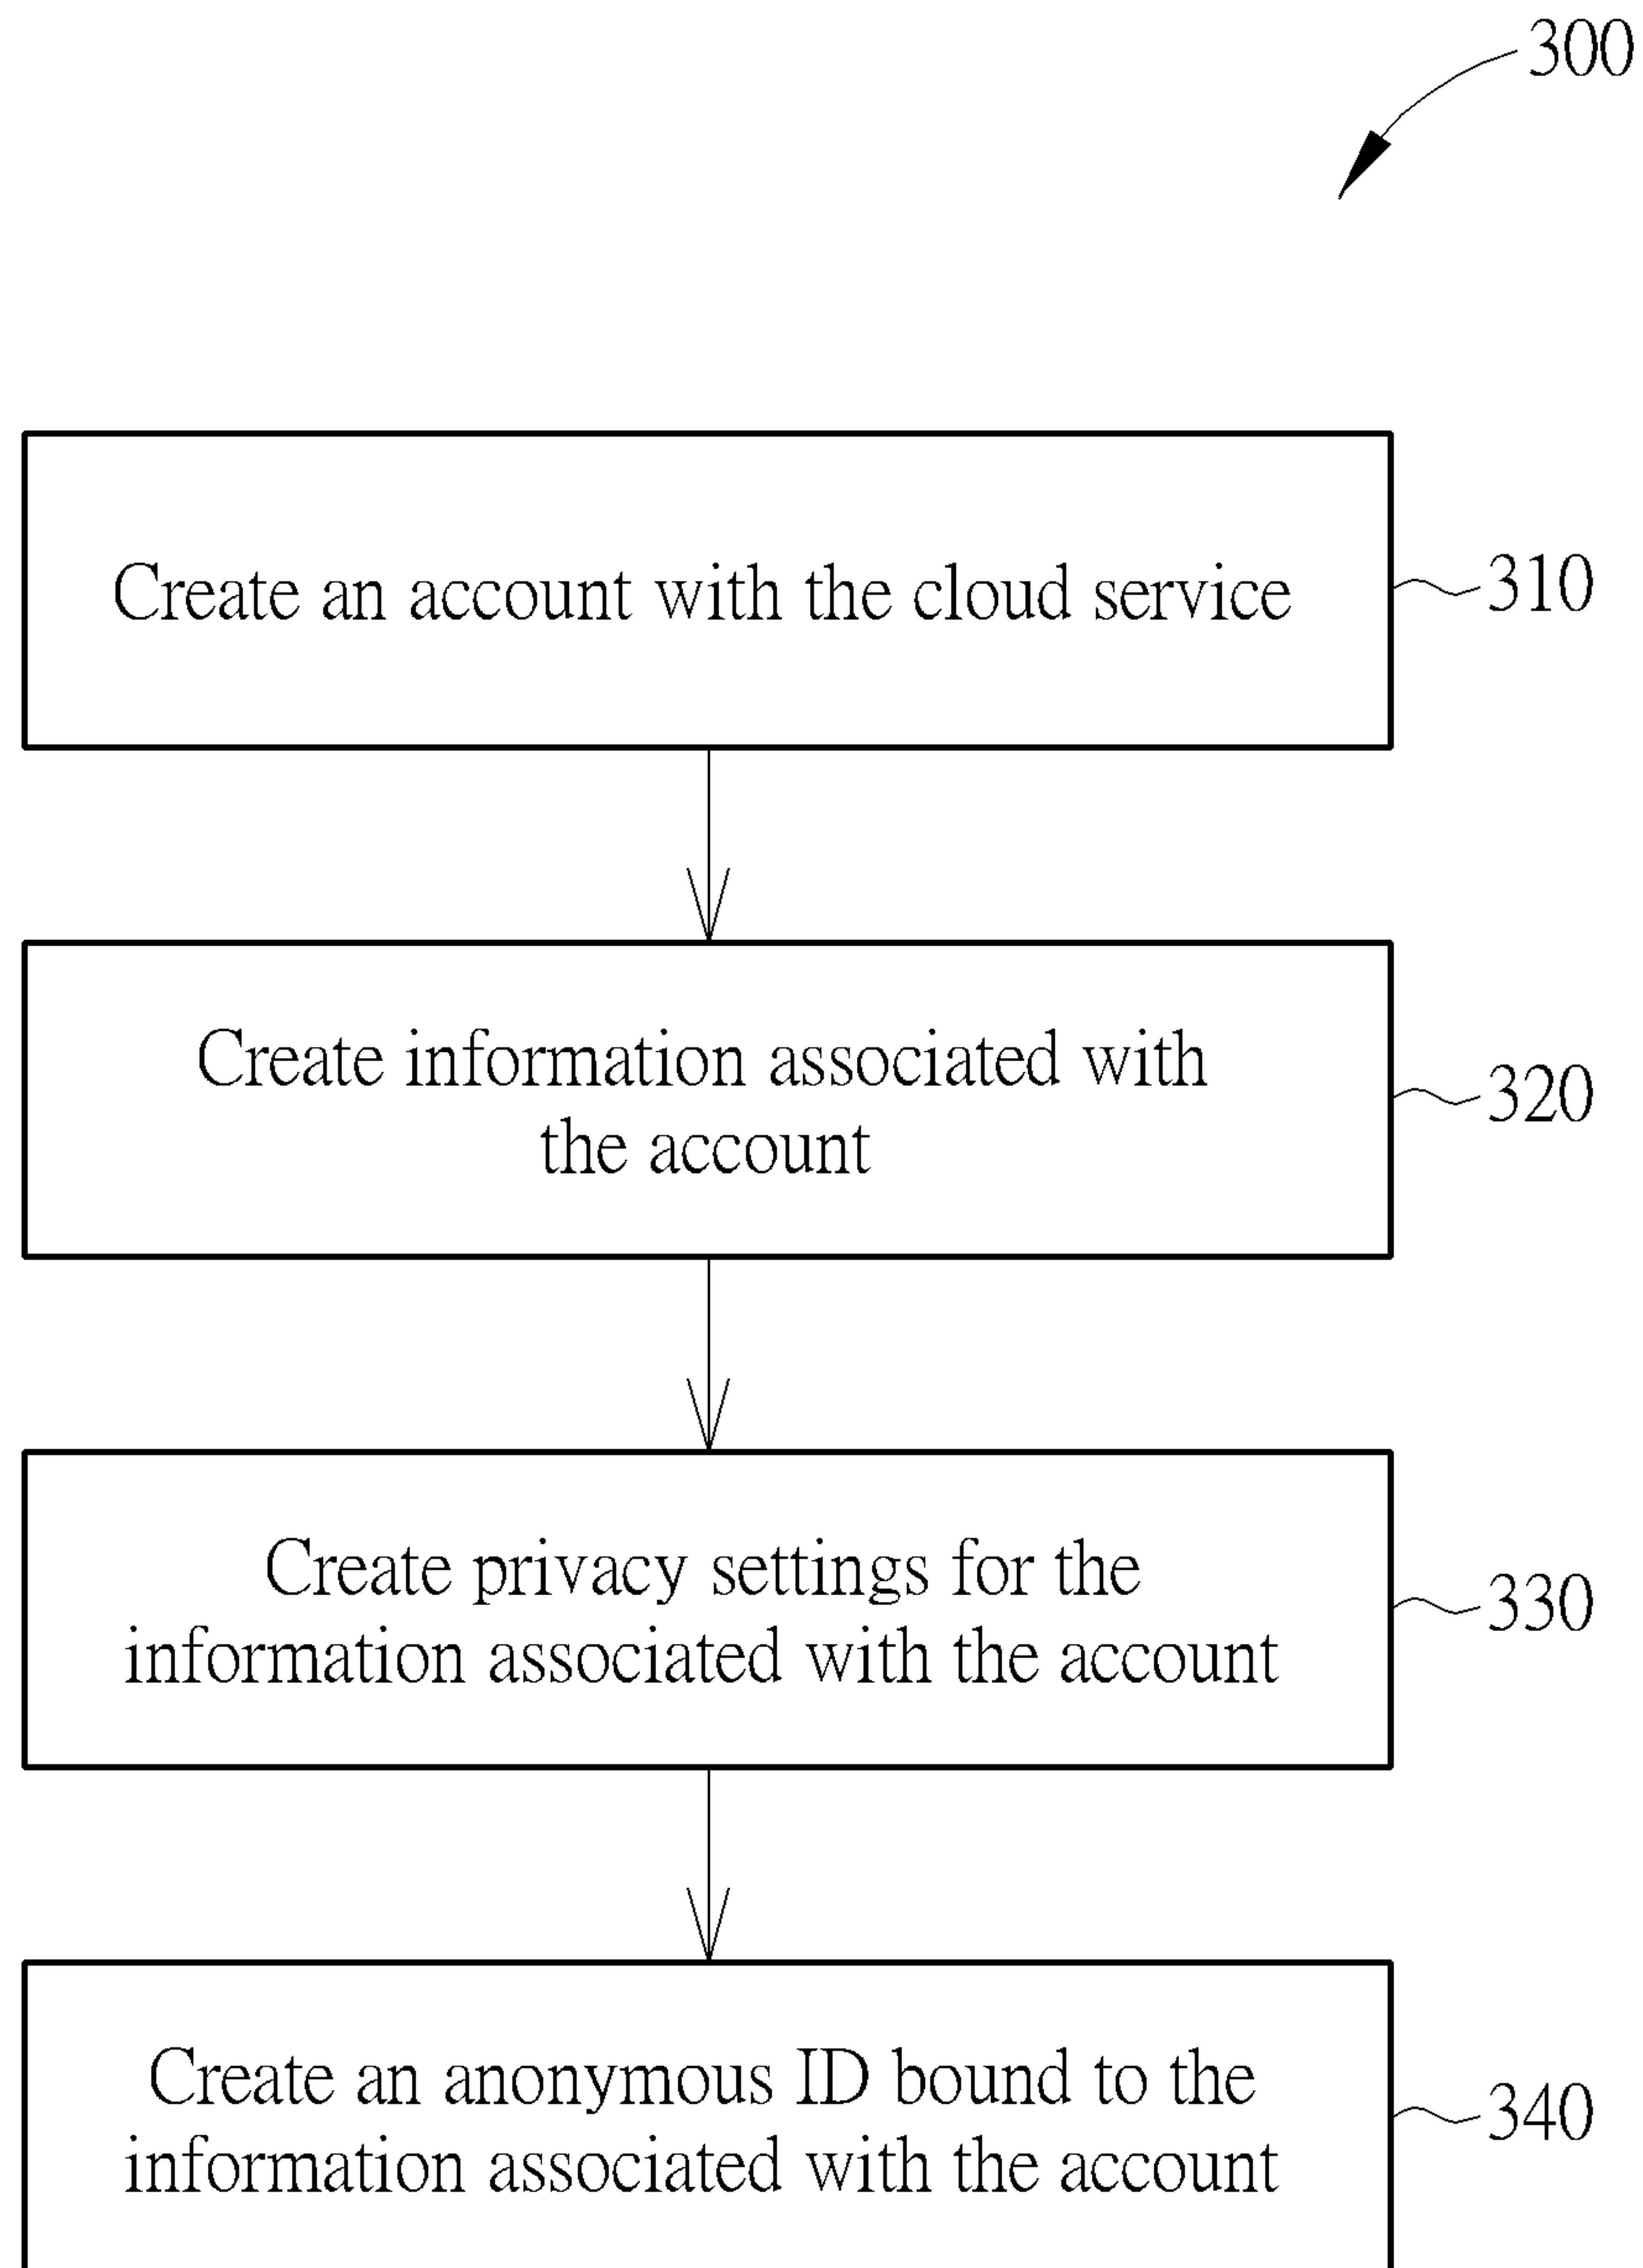 300
Create an account with the cloud service
310
Create information associated with
the account
320
Create privacy settings for the
information associated with the account
330
Create an anonymous ID bound to the
information associated with the account
340